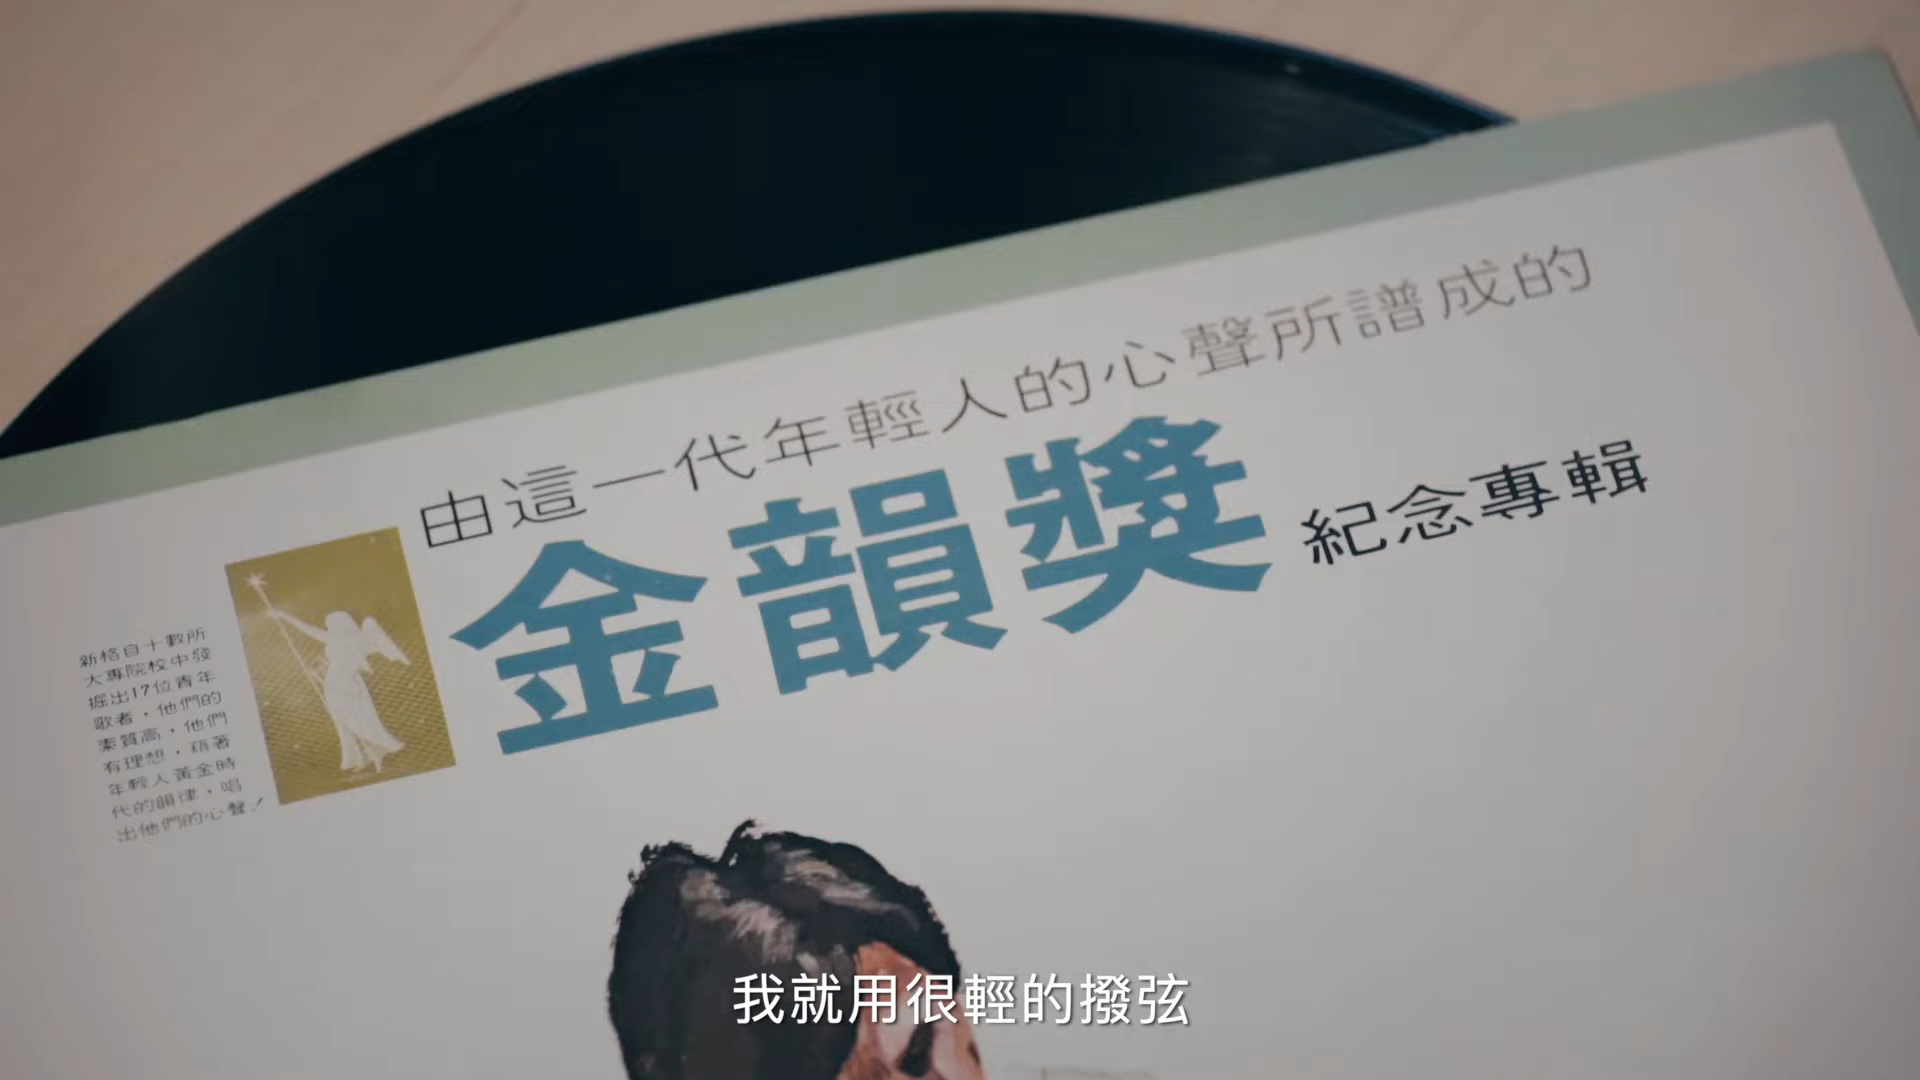 由這一代年輕人的心聲所譜成的
金韻獎
紀念專輯
新格自十數所
大專院校中發
掘出17位青年
歌者，他們的
素質高，他們
有理想，藉著
年輕人黃金時
代的韻律，唱
出他們的心聲！
我就用很輕的撥弦